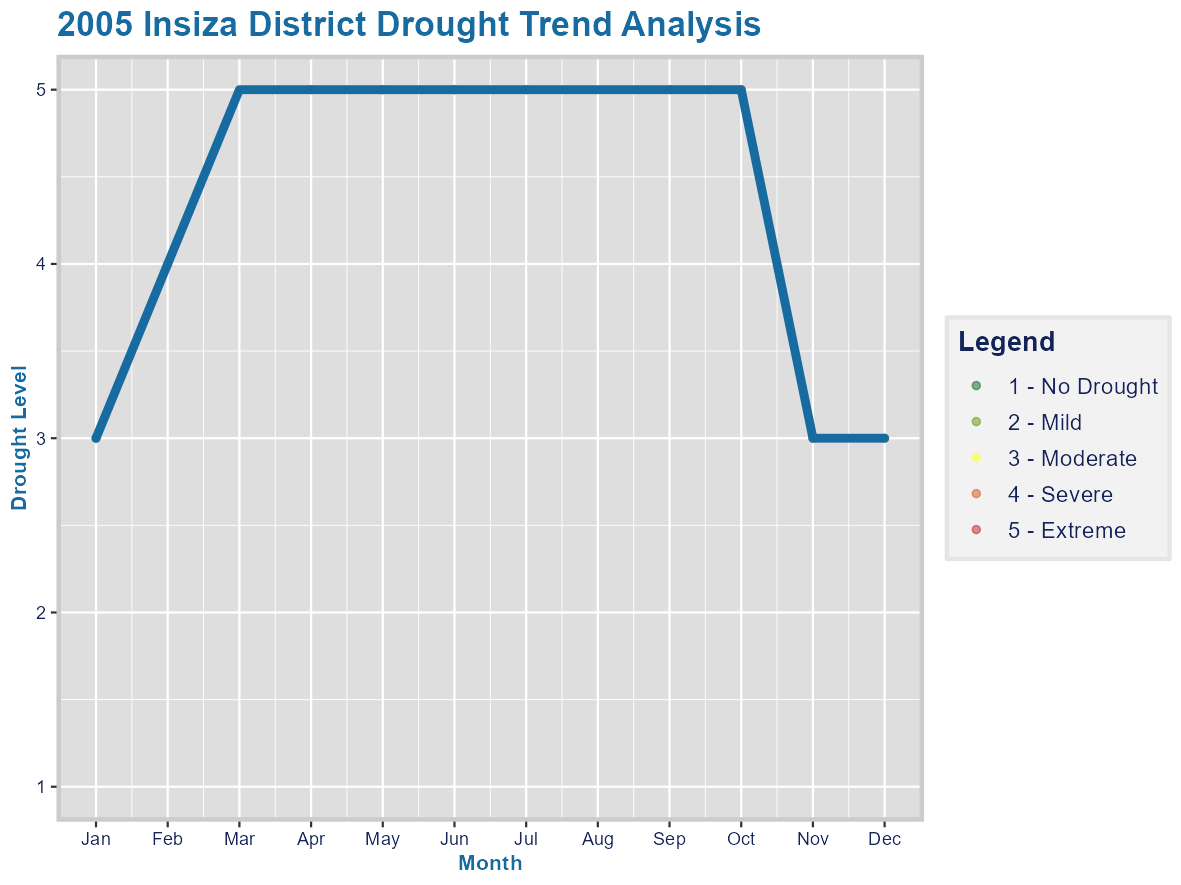 2005 Insiza District Drought Trend Analysis
Drought Level
5
4
3
2
1
Jan Feb Mar Apr May Jun Jul Aug Sep Oct Nov Dec
Month
Legend
1 - No Drought
2 - Mild
3 - Moderate
4 - Severe
5 - Extreme